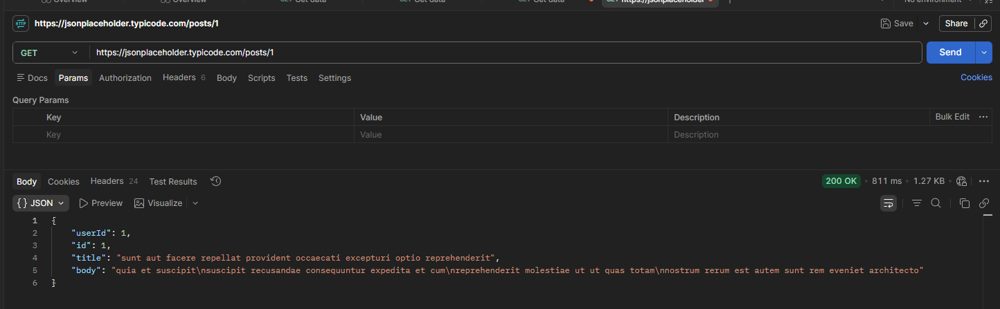 Overview
Overview
GET Get data
GET Get data
GET Get data
GET https://jsonplaceholder
No environment
HTTP https://jsonplaceholder.typicode.com/posts/1
Save
Share
GET
https://jsonplaceholder.typicode.com/posts/1
Send
Docs Params Authorization Headers 6 Body Scripts Tests Settings
Cookies
Query Params
Key Value Description Bulk Edit
Key Value Description
Body Cookies Headers 24 Test Results
200 OK • 811 ms • 1.27 KB •
{} JSON Preview Visualize
1 {
2 "userId": 1,
3 "id": 1,
4 "title": "sunt aut facere repellat provident occaecati excepturi optio reprehenderit",
5 "body": "quia et suscipit\nsuscipit recusandae consequuntur expedita et cum\nreprehenderit molestiae ut ut quas totam\nnostrum rerum est autem sunt rem eveniet architecto"
6 }